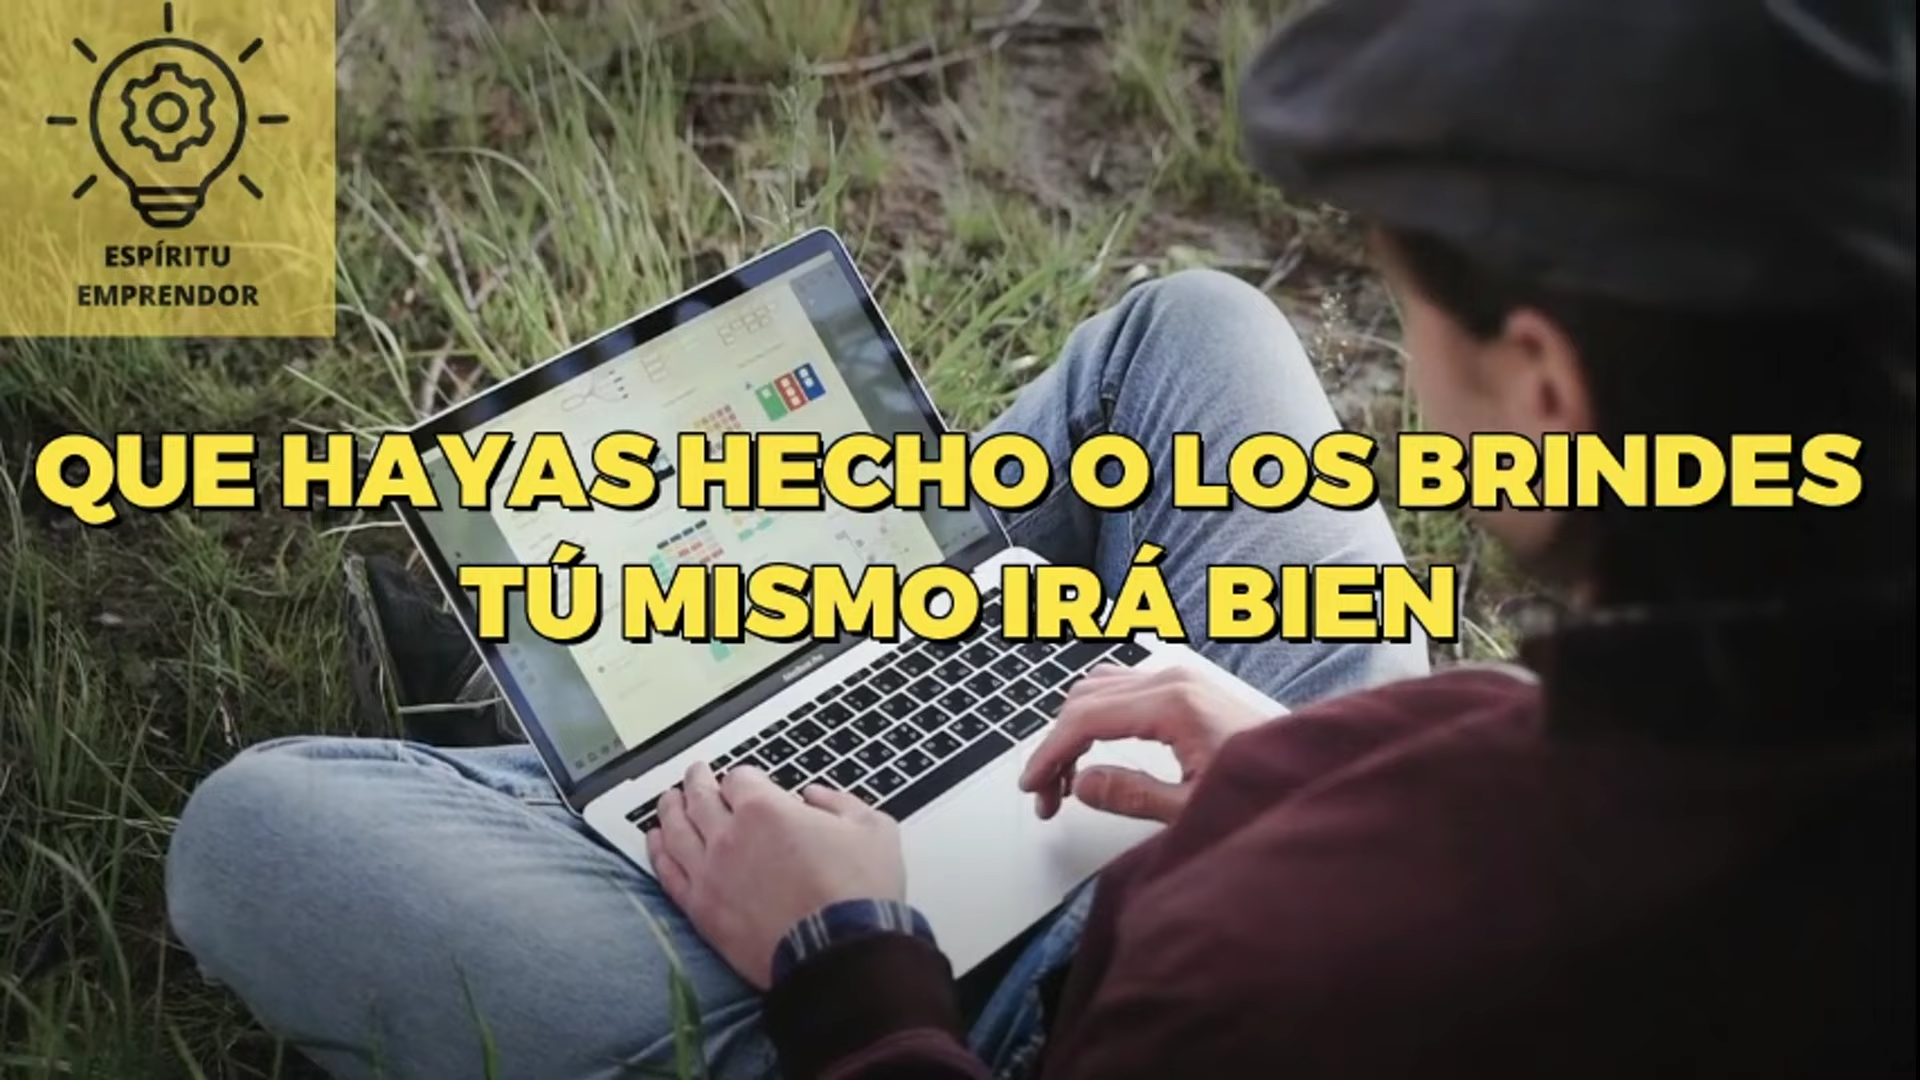 ESPÍRITU
EMPRENDOR
QUE HAYAS HECHO O LOS BRINDES
TÚ MISMO IRÁ BIEN